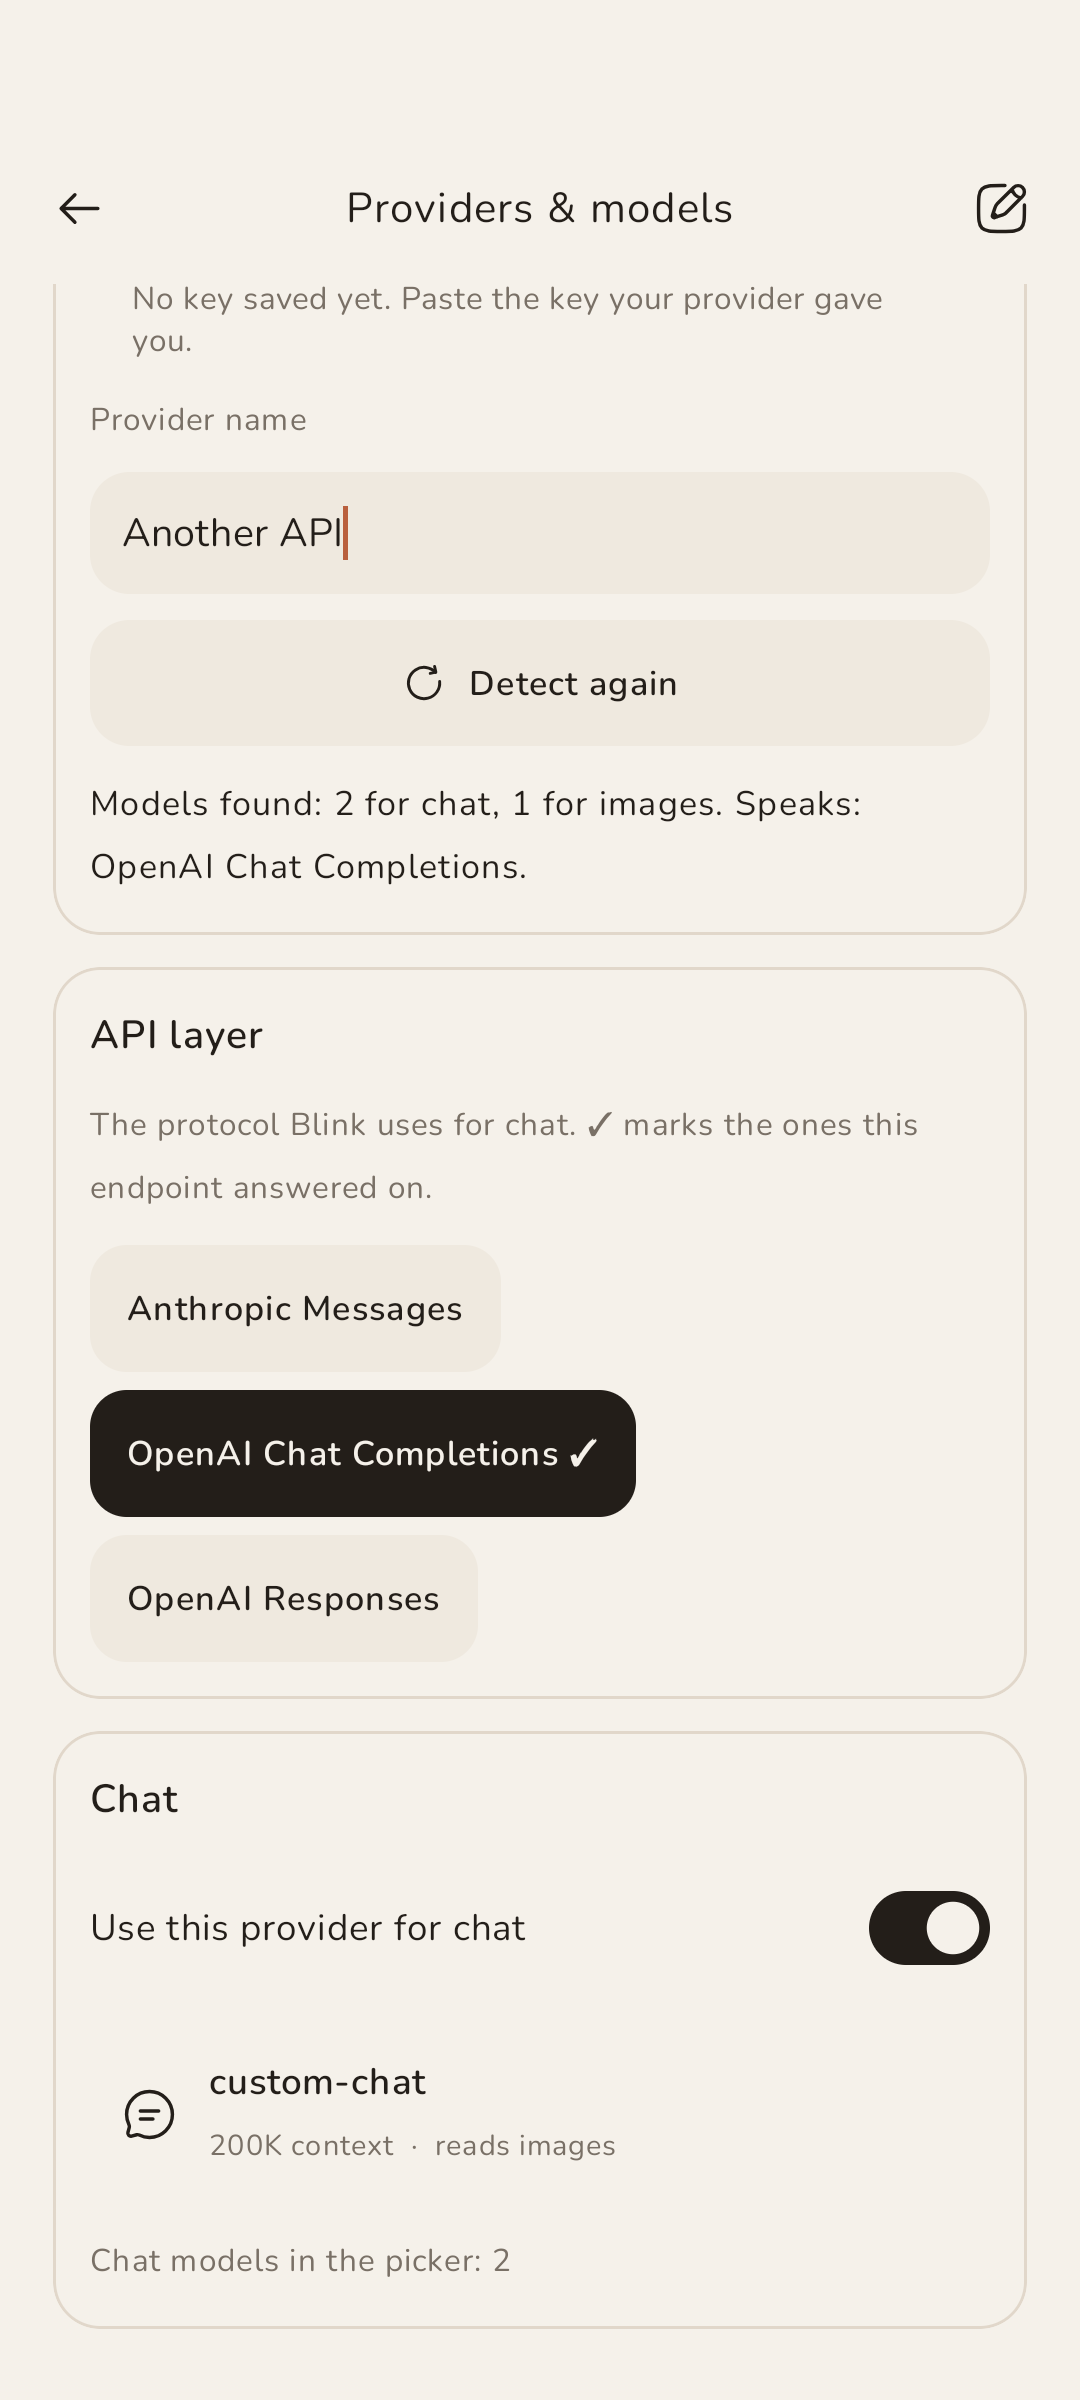 Providers & models
No key saved yet. Paste the key your provider gave
you.
Provider name
Another API
Detect again
Models found: 2 for chat, 1 for images. Speaks:
OpenAI Chat Completions.
API layer
The protocol Blink uses for chat. ✓ marks the ones this
endpoint answered on.
Anthropic Messages
OpenAI Chat Completions ✓
OpenAI Responses
Chat
Use this provider for chat
custom-chat
200K context · reads images
Chat models in the picker: 2